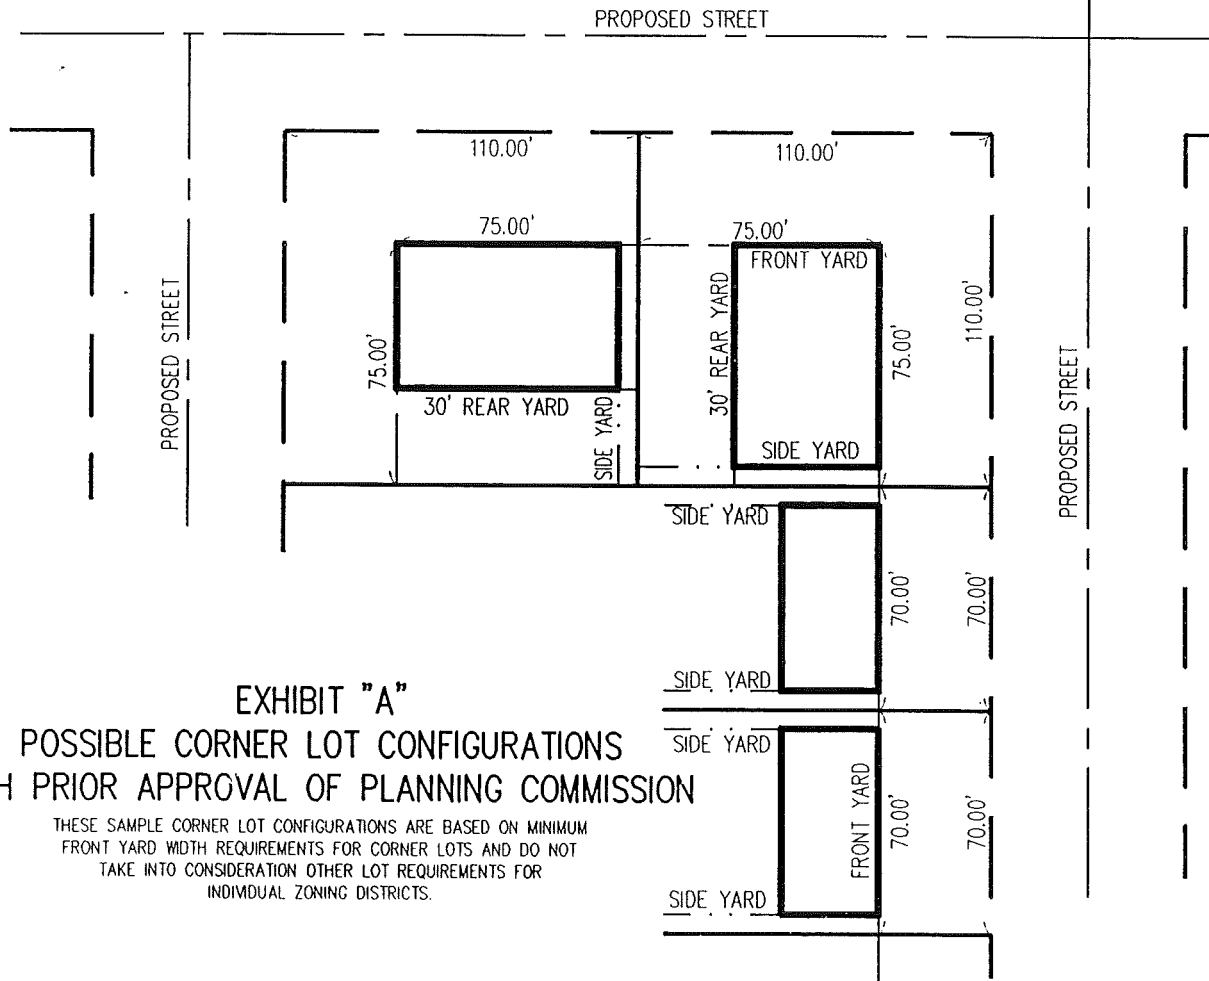 PROPOSED STREET
110.00'
110.00'
75.00'
75.00'
FRONT YARD
PROPOSED STREET
75.00'
30' REAR YARD
75.00'
110.00'
PROPOSED STREET
30' REAR YARD
SIDE YARD
SIDE YARD
SIDE YARD
70.00'
70.00'
SIDE YARD
SIDE YARD
FRONT YARD
70.00'
70.00'
SIDE YARD
EXHIBIT "A"
POSSIBLE CORNER LOT CONFIGURATIONS
H PRIOR APPROVAL OF PLANNING COMMISSION
THESE SAMPLE CORNER LOT CONFIGURATIONS ARE BASED ON MINIMUM
FRONT YARD WIDTH REQUIREMENTS FOR CORNER LOTS AND DO NOT
TAKE INTO CONSIDERATION OTHER LOT REQUIREMENTS FOR
INDIVIDUAL ZONING DISTRICTS.